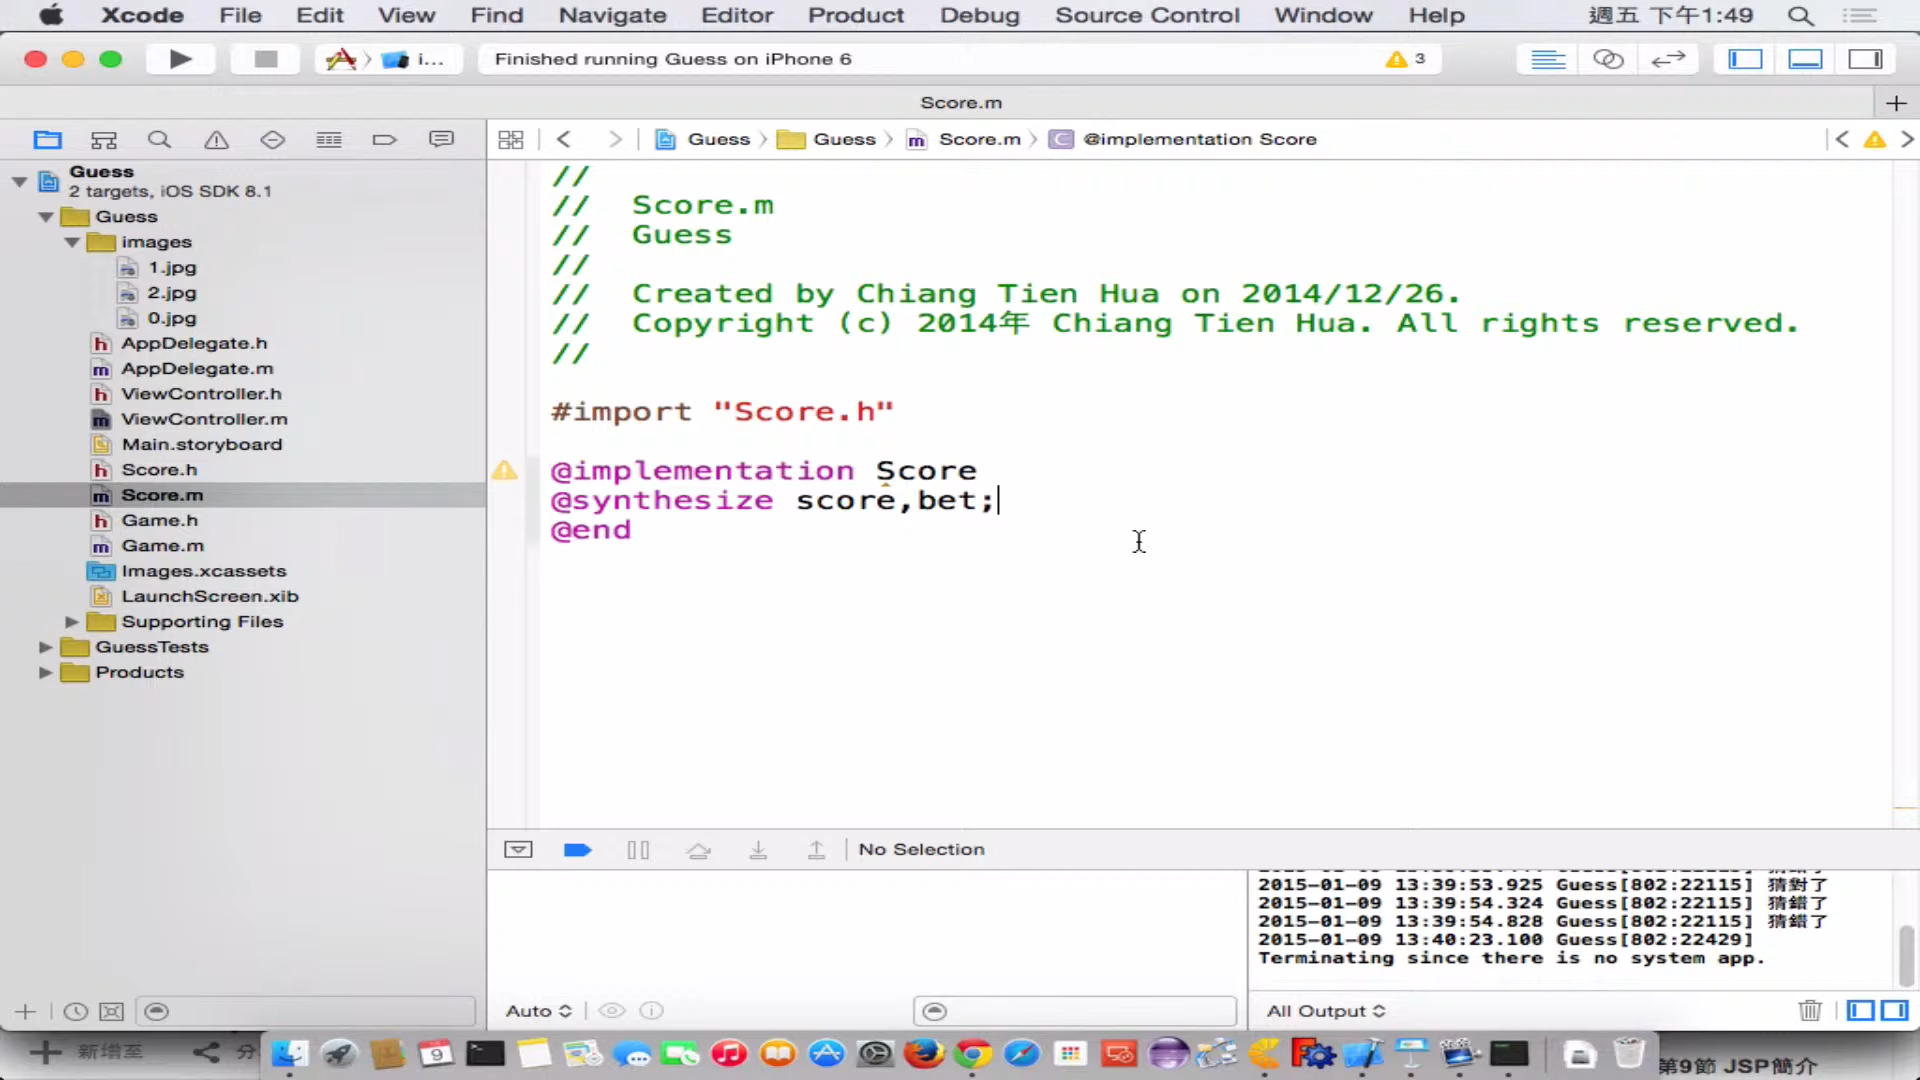 Xcode File Edit View Find Navigate Editor Product Debug Source Control Window Help 週五 下午1:49
i... Finished running Guess on iPhone 6 3
Score.m
Guess Guess Score.m @implementation Score
Guess
2 targets, iOS SDK 8.1
Guess
images
1.jpg
2.jpg
0.jpg
AppDelegate.h
AppDelegate.m
ViewController.h
ViewController.m
Main.storyboard
Score.h
Score.m
Game.h
Game.m
Images.xcassets
LaunchScreen.xib
Supporting Files
GuessTests
Products
//
// Score.m
// Guess
//
// Created by Chiang Tien Hua on 2014/12/26.
// Copyright (c) 2014年 Chiang Tien Hua. All rights reserved.
//
#import "Score.h"
@implementation Score
@synthesize score,bet;
@end
No Selection
2015-01-09 13:39:53.925 Guess[802:22115] 猜對了
2015-01-09 13:39:54.324 Guess[802:22115] 猜錯了
2015-01-09 13:39:54.828 Guess[802:22115] 猜錯了
2015-01-09 13:40:23.100 Guess[802:22429]
Terminating since there is no system app.
Auto All Output
新增至 分 9 第9節 JSP簡介